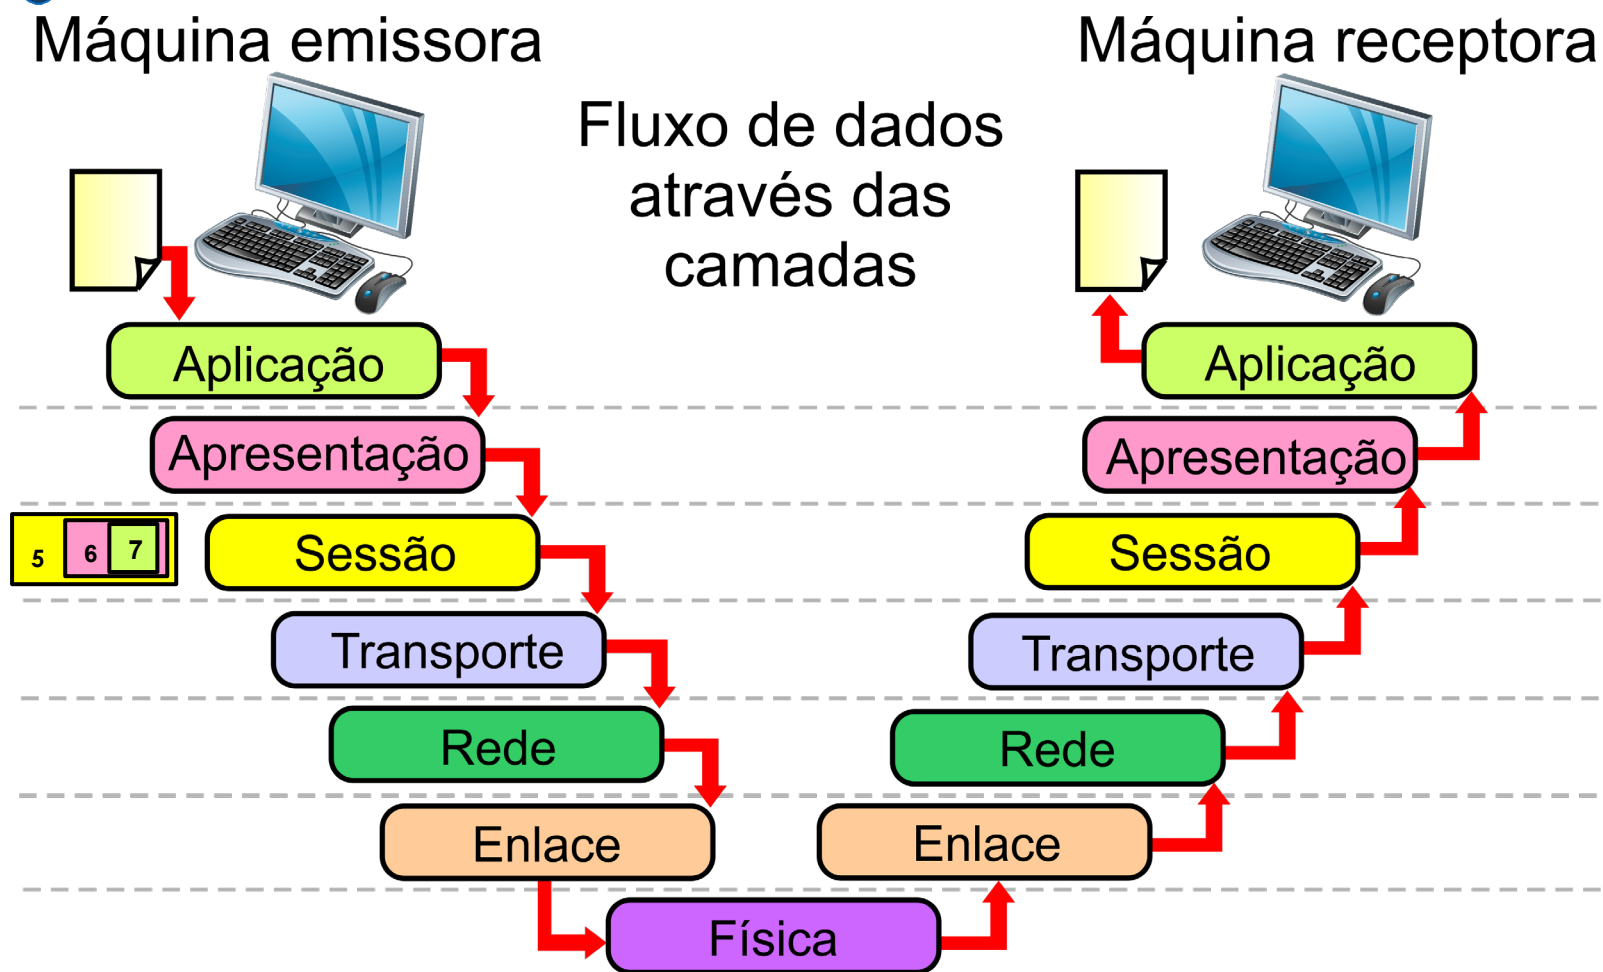 Máquina emissora
Máquina receptora
Fluxo de dados
através das
camadas
Aplicação
Aplicação
Apresentação
Apresentação
5 6 7
Sessão
Sessão
Transporte
Transporte
Rede
Rede
Enlace
Enlace
Física